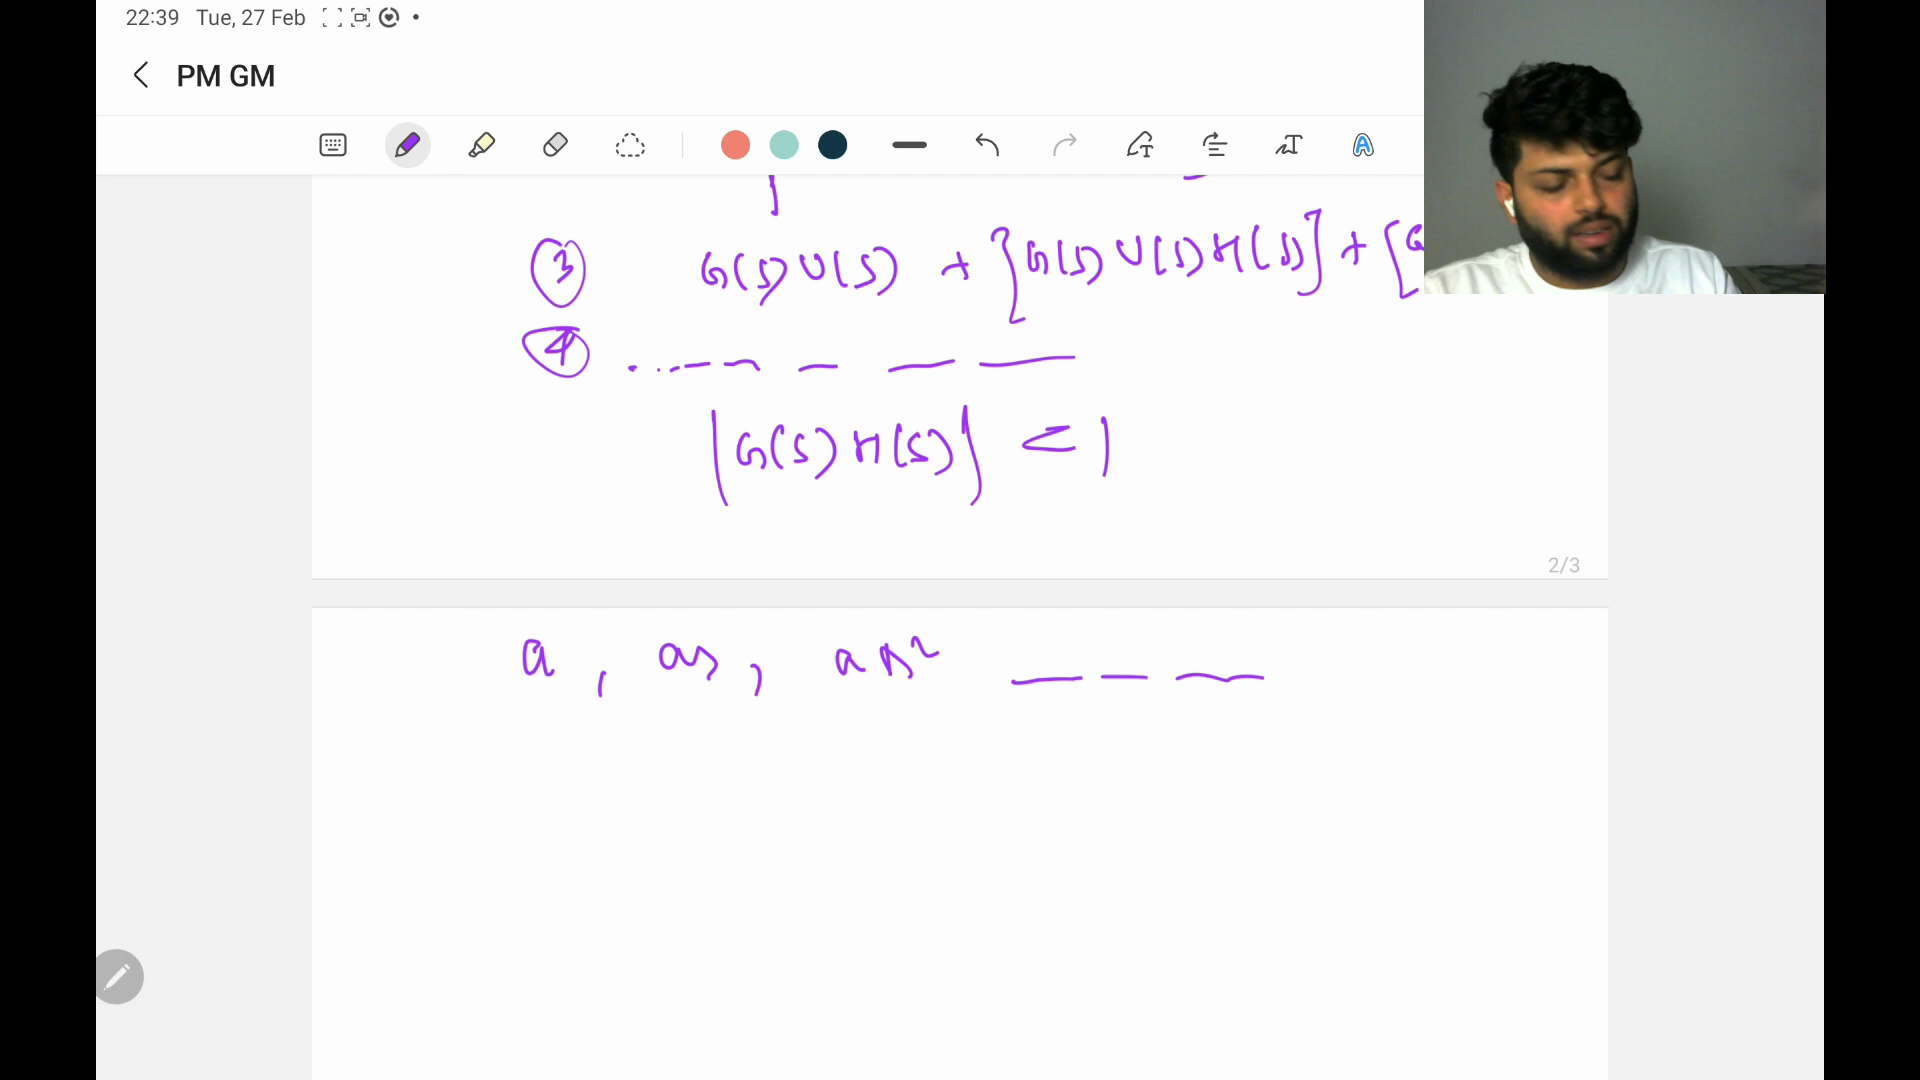 22:39 Tue, 27 Feb
PM GM
③ G(s)U(s) + [G(s)U(s)H(s)] + [G
④ ...
|G(s)H(s)| < 1
2/3
a, ar, ar²